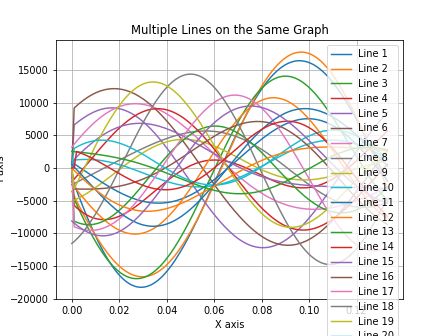 Multiple Lines on the Same Graph
15000
10000
5000
0
−5000
−10000
−15000
−20000
0.00
0.02
0.04
0.06
0.08
0.10
X axis
Line 1
Line 2
Line 3
Line 4
Line 5
Line 6
Line 7
Line 8
Line 9
Line 10
Line 11
Line 12
Line 13
Line 14
Line 15
Line 16
Line 17
Line 18
Line 19
Line 20